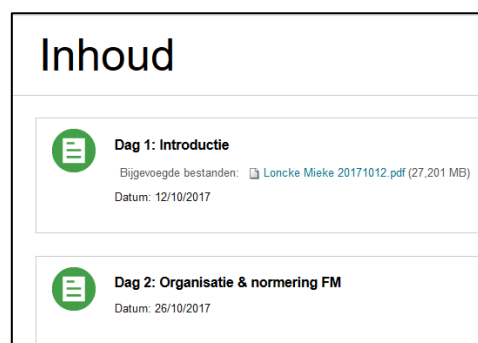 Inhoud
Dag 1: Introductie
Bijgevoegde bestanden: Loncke Mieke 20171012.pdf (27,201 MB)
Datum: 12/10/2017
Dag 2: Organisatie & normering FM
Datum: 26/10/2017